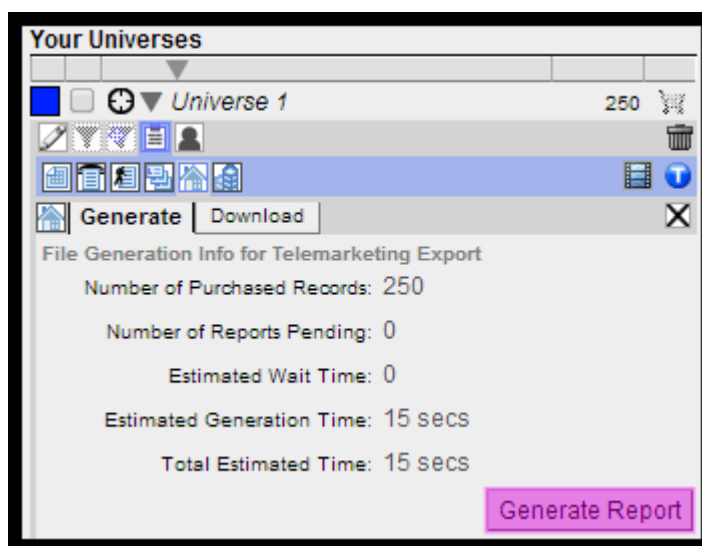 Your Universes
Universe 1 250
T
Generate Download
File Generation Info for Telemarketing Export
Number of Purchased Records: 250
Number of Reports Pending: 0
Estimated Wait Time: 0
Estimated Generation Time: 15 secs
Total Estimated Time: 15 secs
Generate Report